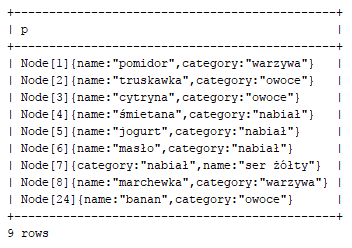 +---------------------------------------------+
| p                                           |
+---------------------------------------------+
| Node[1]{name:"pomidor",category:"warzywa"}  |
| Node[2]{name:"truskawka",category:"owoce"}  |
| Node[3]{name:"cytryna",category:"owoce"}    |
| Node[4]{name:"śmietana",category:"nabiał"}  |
| Node[5]{name:"jogurt",category:"nabiał"}    |
| Node[6]{name:"masło",category:"nabiał"}     |
| Node[7]{category:"nabiał",name:"ser żółty"} |
| Node[8]{name:"marchewka",category:"warzywa"} |
| Node[24]{name:"banan",category:"owoce"}     |
+---------------------------------------------+
9 rows